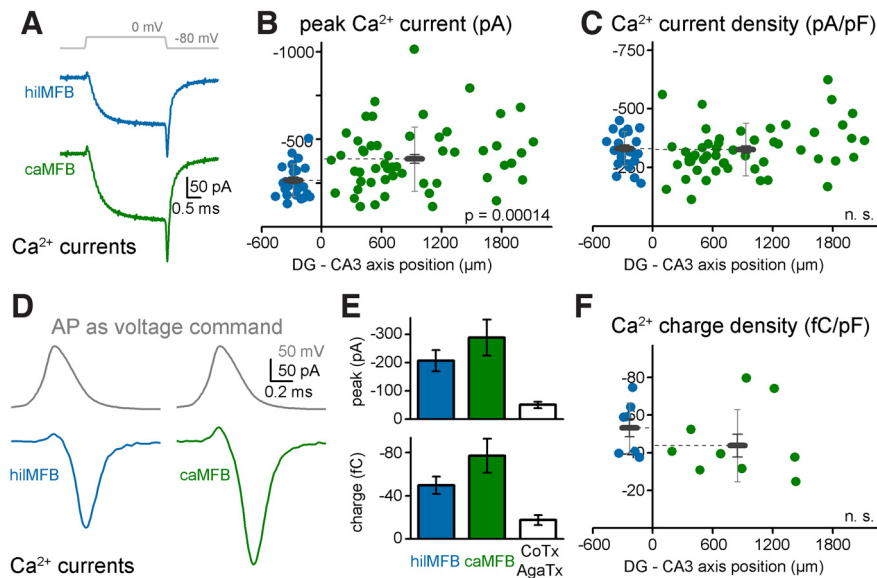 A
0 mV
-80 mV
hilMFB
caMFB
50 pA
0.5 ms
Ca²⁺ currents
B
peak Ca²⁺ current (pA)
-1000
-500
-250
-600
0
600
1200
1800
p = 0.00014
DG - CA3 axis position (µm)
C
Ca²⁺ current density (pA/pF)
-750
-500
-250
-600
0
600
1200
1800
n. s.
DG - CA3 axis position (µm)
D
AP as voltage command
50 mV
50 pA
0.2 ms
hilMFB
caMFB
Ca²⁺ currents
E
peak (pA)
-300
-200
-100
0
charge (fC)
-80
-40
0
hilMFB
caMFB
CoTx
AgaTx
F
Ca²⁺ charge density (fC/pF)
-80
-60
-40
-20
-600
0
600
1200
1800
n. s.
DG - CA3 axis position (µm)